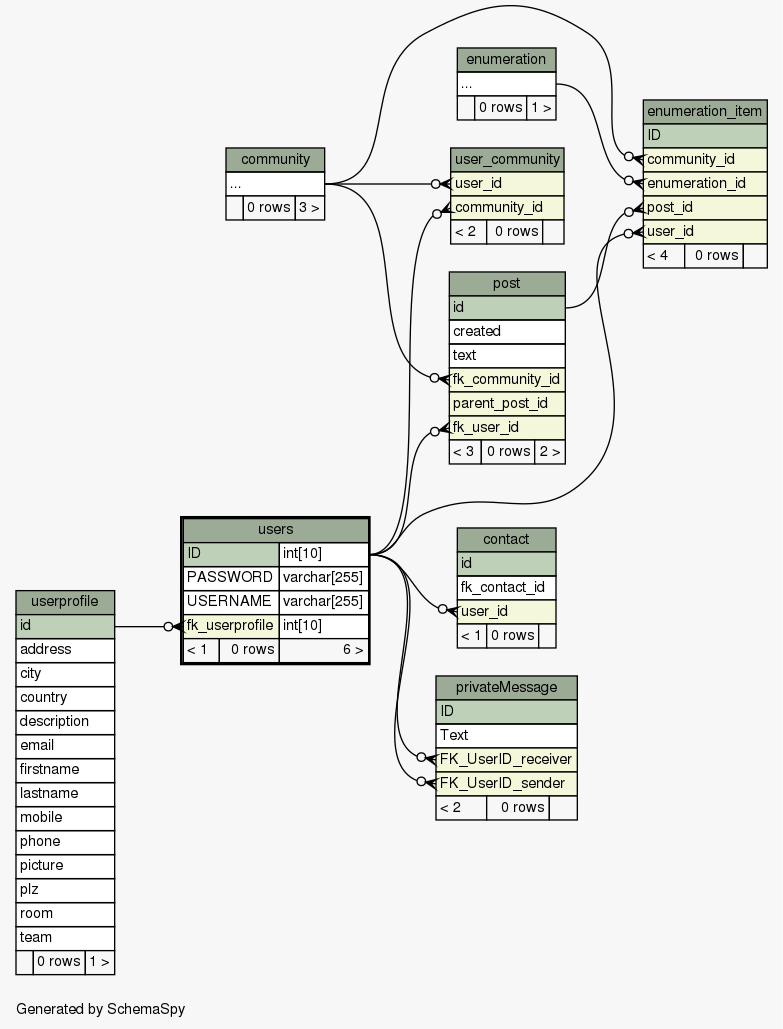 enumeration
...
0 rows 1 >
enumeration_item
ID
community_id
enumeration_id
post_id
user_id
< 4 0 rows
community
...
0 rows 3 >
user_community
user_id
community_id
< 2 0 rows
post
id
created
text
fk_community_id
parent_post_id
fk_user_id
< 3 0 rows 2 >
users
ID int[10]
PASSWORD varchar[255]
USERNAME varchar[255]
fk_userprofile int[10]
< 1 0 rows 6 >
contact
id
fk_contact_id
user_id
< 1 0 rows
userprofile
id
address
city
country
description
email
firstname
lastname
mobile
phone
picture
plz
room
team
0 rows 1 >
privateMessage
ID
Text
FK_UserID_receiver
FK_UserID_sender
< 2 0 rows
Generated by SchemaSpy